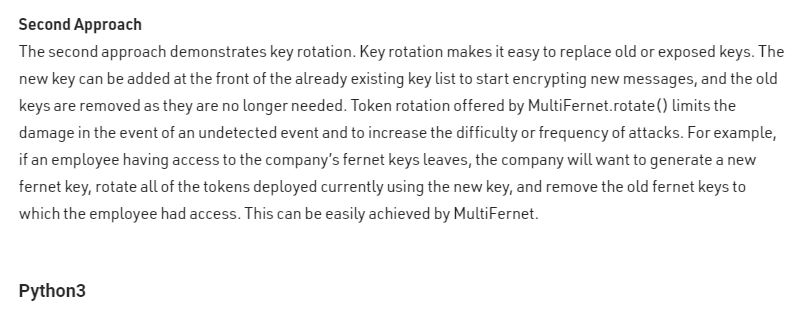 Second Approach
The second approach demonstrates key rotation. Key rotation makes it easy to replace old or exposed keys. The
new key can be added at the front of the already existing key list to start encrypting new messages, and the old
keys are removed as they are no longer needed. Token rotation offered by MultiFernet.rotate() limits the
damage in the event of an undetected event and to increase the difficulty or frequency of attacks. For example,
if an employee having access to the company's fernet keys leaves, the company will want to generate a new
fernet key, rotate all of the tokens deployed currently using the new key, and remove the old fernet keys to
which the employee had access. This can be easily achieved by MultiFernet.
Python3